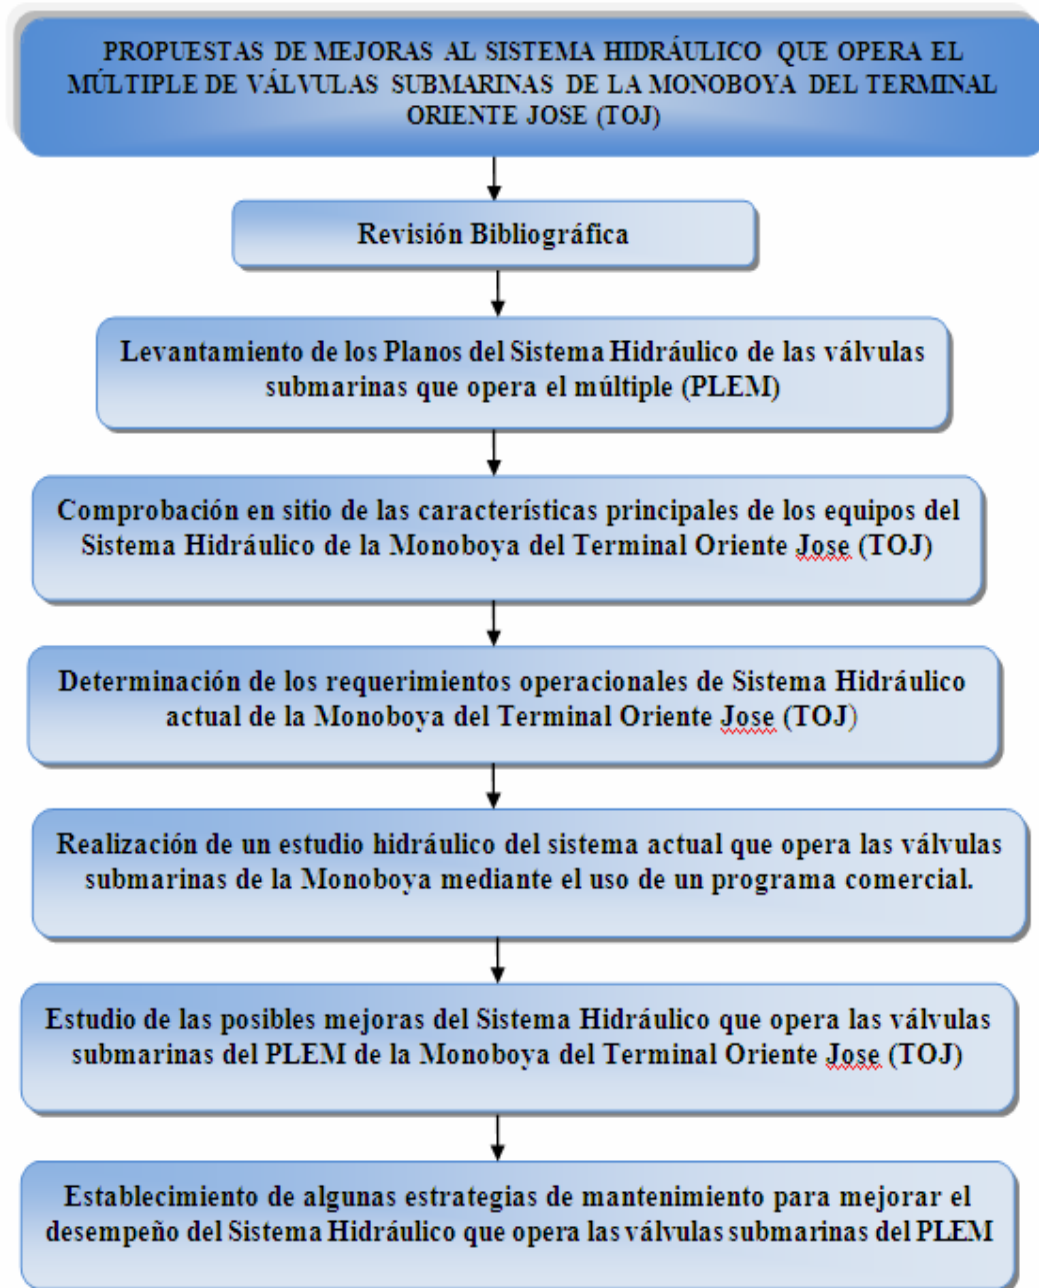 PROPUESTAS DE MEJORAS AL SISTEMA HIDRÁULICO QUE OPERA EL
MÚLTIPLE DE VÁLVULAS SUBMARINAS DE LA MONOBOYA DEL TERMINAL
ORIENTE JOSE (TOJ)
Revisión Bibliográfica
Levantamiento de los Planos del Sistema Hidráulico de las válvulas
submarinas que opera el múltiple (PLEM)
Comprobación en sitio de las características principales de los equipos del
Sistema Hidráulico de la Monoboya del Terminal Oriente Jose (TOJ)
Determinación de los requerimientos operacionales de Sistema Hidráulico
actual de la Monoboya del Terminal Oriente Jose (TOJ)
Realización de un estudio hidráulico del sistema actual que opera las válvulas
submarinas de la Monoboya mediante el uso de un programa comercial.
Estudio de las posibles mejoras del Sistema Hidráulico que opera las válvulas
submarinas del PLEM de la Monoboya del Terminal Oriente Jose (TOJ)
Establecimiento de algunas estrategias de mantenimiento para mejorar el
desempeño del Sistema Hidráulico que opera las válvulas submarinas del PLEM